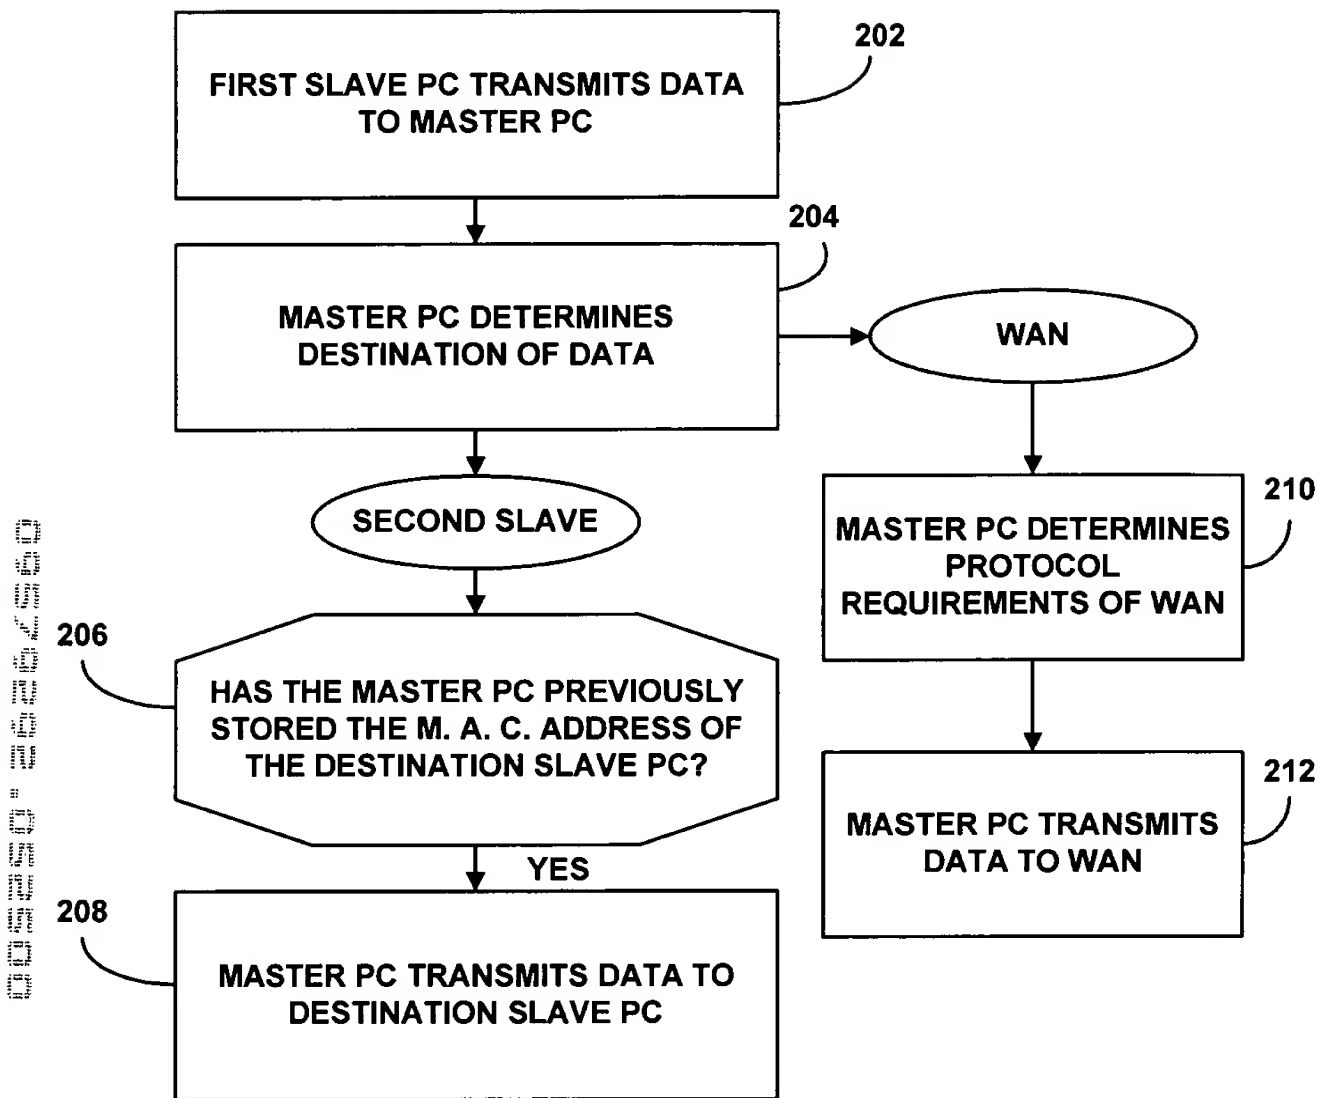 202
FIRST SLAVE PC TRANSMITS DATA
TO MASTER PC
204
MASTER PC DETERMINES
DESTINATION OF DATA
WAN
SECOND SLAVE
210
MASTER PC DETERMINES
PROTOCOL
REQUIREMENTS OF WAN
206
HAS THE MASTER PC PREVIOUSLY
STORED THE M. A. C. ADDRESS OF
THE DESTINATION SLAVE PC?
YES
212
MASTER PC TRANSMITS
DATA TO WAN
208
MASTER PC TRANSMITS DATA TO
DESTINATION SLAVE PC